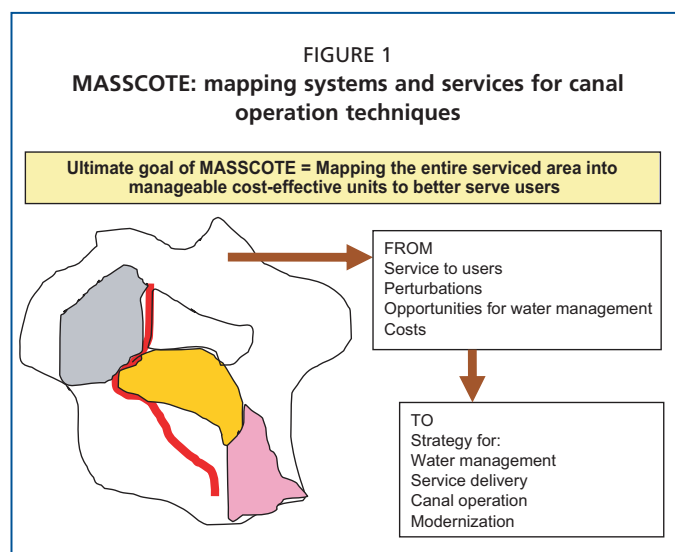 FIGURE 1
MASSCOTE: mapping systems and services for canal
operation techniques
Ultimate goal of MASSCOTE = Mapping the entire serviced area into
manageable cost-effective units to better serve users
FROM
Service to users
Perturbations
Opportunities for water management
Costs
TO
Strategy for:
Water management
Service delivery
Canal operation
Modernization